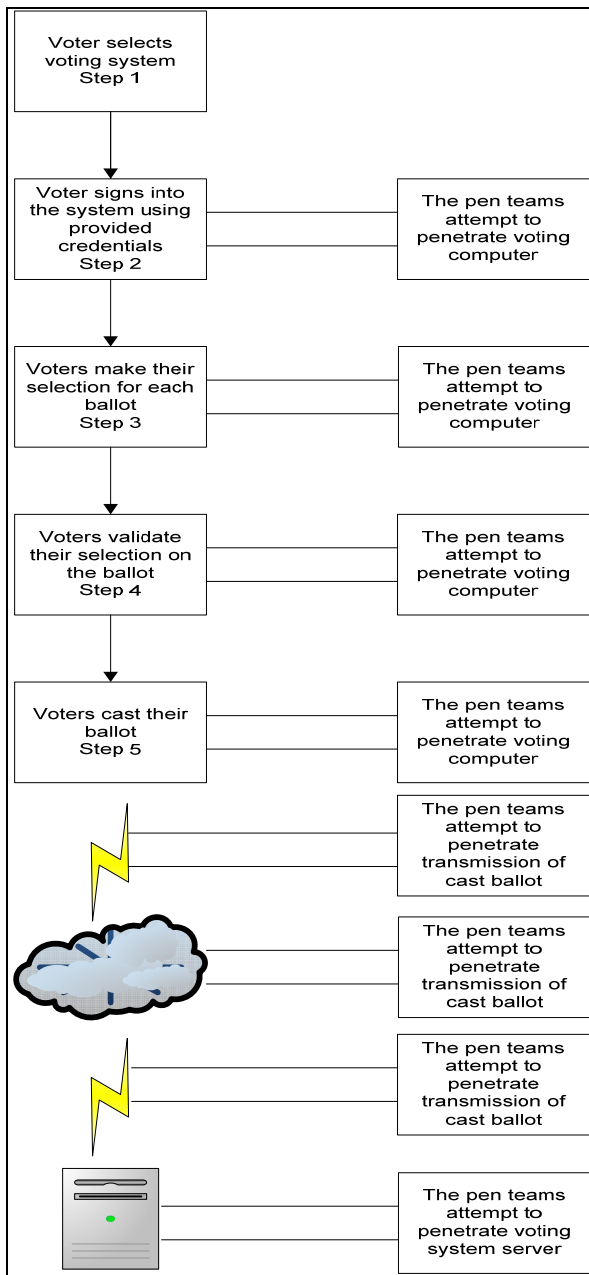 Voter selects
voting system
Step 1
Voter signs into
the system using
provided
credentials
Step 2
The pen teams
attempt to
penetrate voting
computer
Voters make their
selection for each
ballot
Step 3
The pen teams
attempt to
penetrate voting
computer
Voters validate
their selection on
the ballot
Step 4
The pen teams
attempt to
penetrate voting
computer
Voters cast their
ballot
Step 5
The pen teams
attempt to
penetrate voting
computer
The pen teams
attempt to
penetrate
transmission of
cast ballot
The pen teams
attempt to
penetrate
transmission of
cast ballot
The pen teams
attempt to
penetrate
transmission of
cast ballot
The pen teams
attempt to
penetrate voting
system server